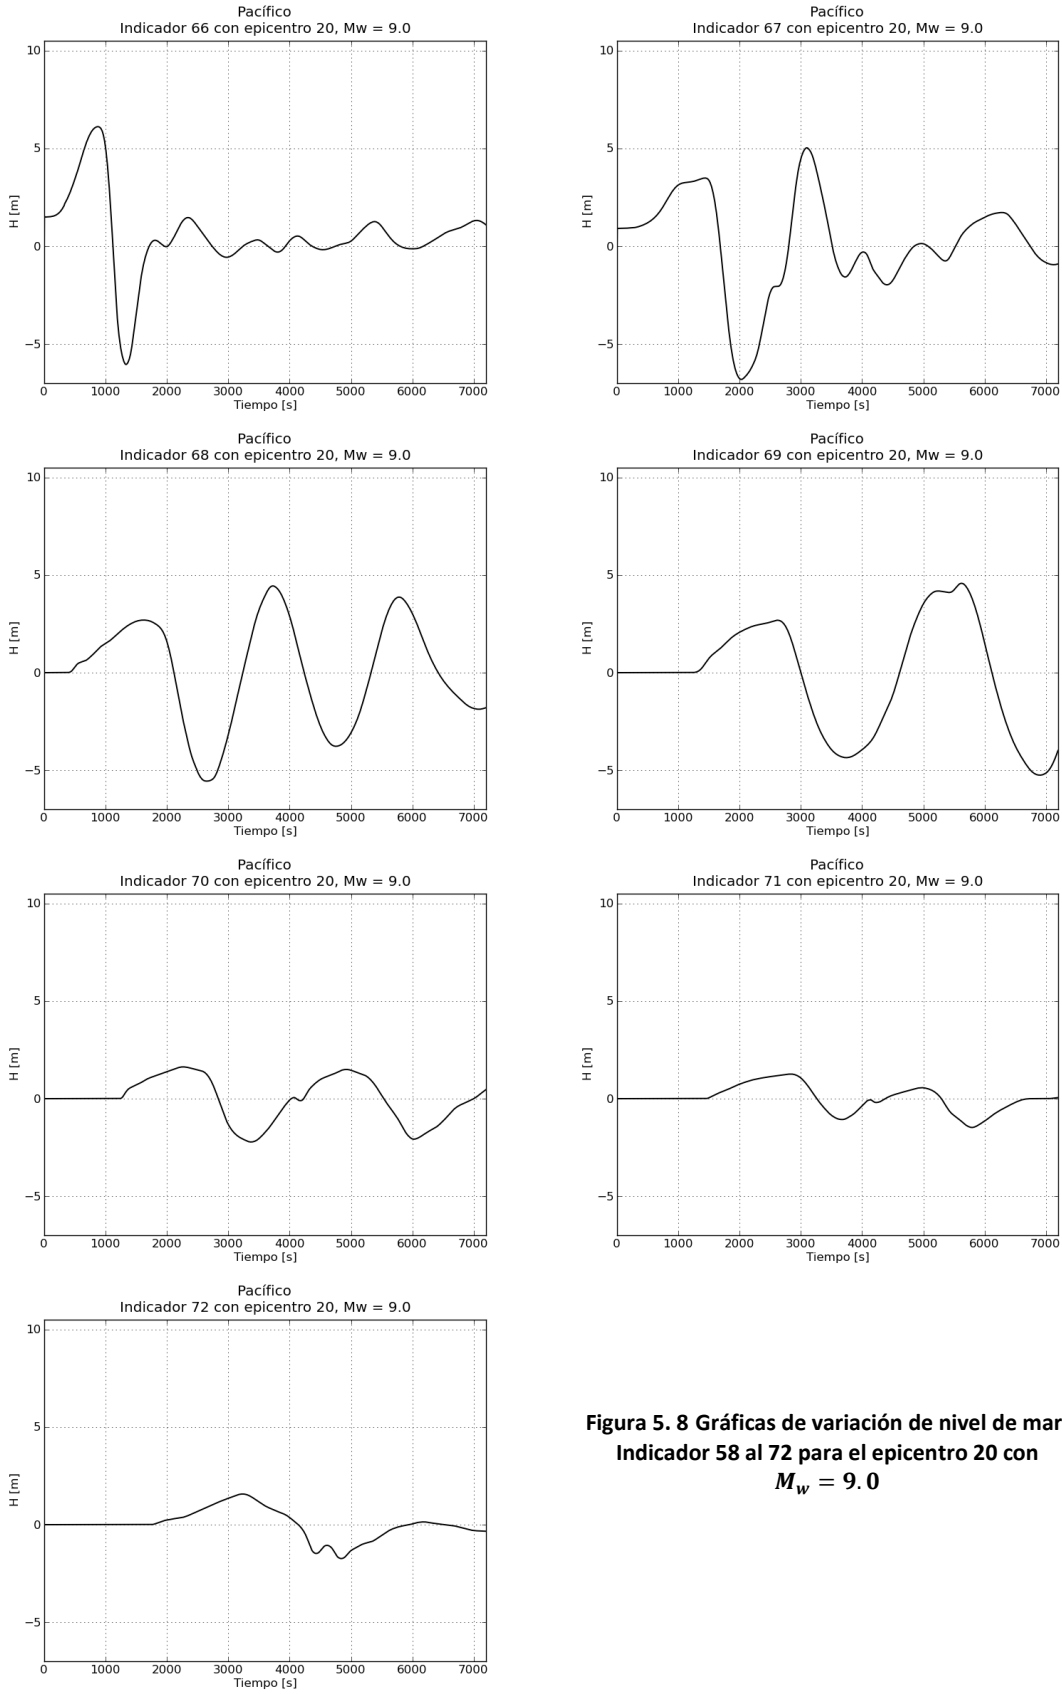 Pacífico
Indicador 66 con epicentro 20, Mw = 9.0
10
5
0
−5
H [m]
0 1000 2000 3000 4000 5000 6000 7000
Tiempo [s]
Pacífico
Indicador 67 con epicentro 20, Mw = 9.0
10
5
0
−5
H [m]
0 1000 2000 3000 4000 5000 6000 7000
Tiempo [s]
Pacífico
Indicador 68 con epicentro 20, Mw = 9.0
10
5
0
−5
H [m]
0 1000 2000 3000 4000 5000 6000 7000
Tiempo [s]
Pacífico
Indicador 69 con epicentro 20, Mw = 9.0
10
5
0
−5
H [m]
0 1000 2000 3000 4000 5000 6000 7000
Tiempo [s]
Pacífico
Indicador 70 con epicentro 20, Mw = 9.0
10
5
0
−5
H [m]
0 1000 2000 3000 4000 5000 6000 7000
Tiempo [s]
Pacífico
Indicador 71 con epicentro 20, Mw = 9.0
10
5
0
−5
H [m]
0 1000 2000 3000 4000 5000 6000 7000
Tiempo [s]
Pacífico
Indicador 72 con epicentro 20, Mw = 9.0
10
5
0
−5
H [m]
0 1000 2000 3000 4000 5000 6000 7000
Tiempo [s]
Figura 5. 8 Gráficas de variación de nivel de mar
Indicador 58 al 72 para el epicentro 20 con
M_w = 9.0